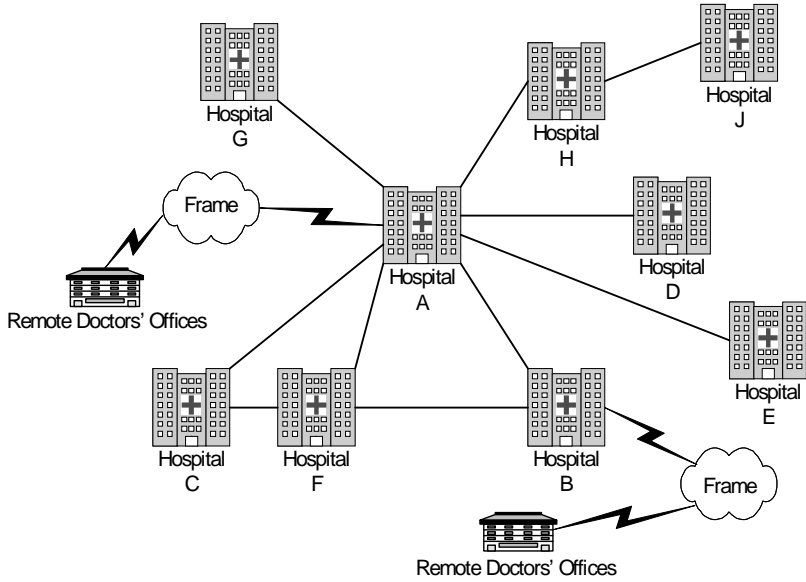 Hospital
G
Hospital
H
Hospital
J
Frame
Remote Doctors' Offices
Hospital
A
Hospital
D
Hospital
E
Hospital
C
Hospital
F
Hospital
B
Frame
Remote Doctors' Offices